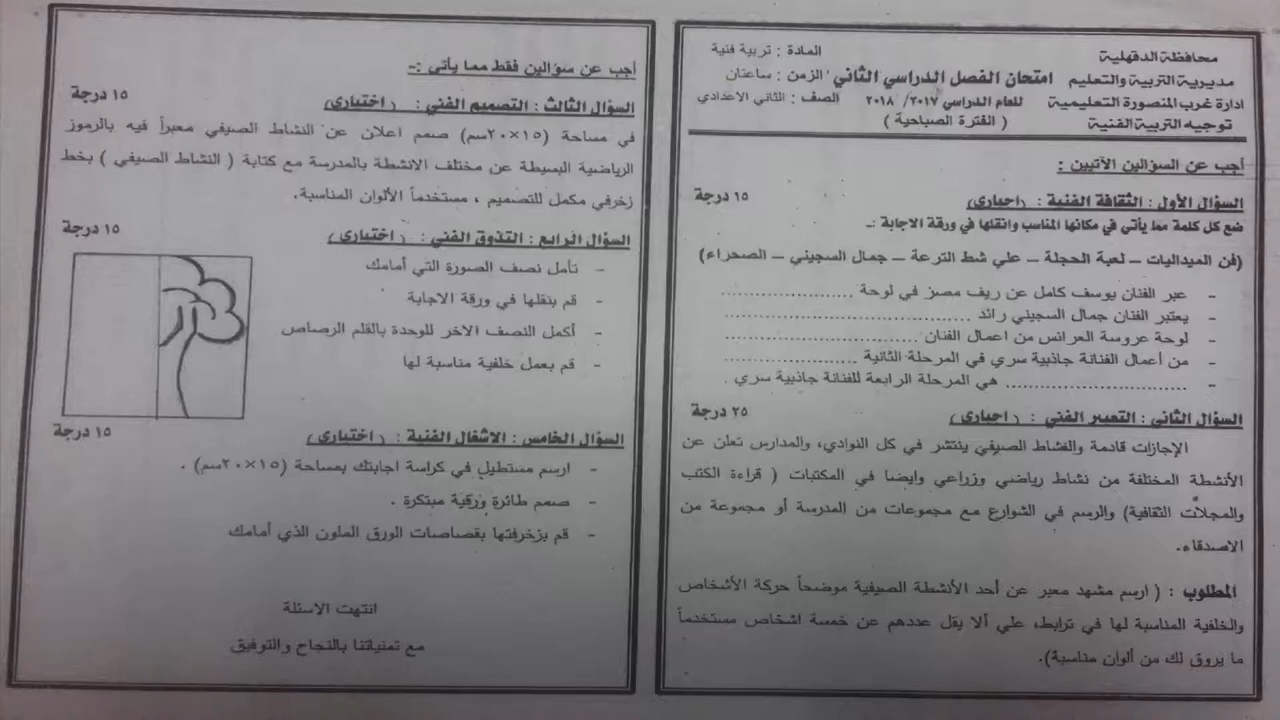 محافظة الدقهلية
مديرية التربية والتعليم
ادارة غرب المنصورة التعليمية
توجيه التربية الفنية
المادة : تربية فنية
امتحان الفصل الدراسي الثاني الزمن : ساعتان
للعام الدراسي ٢٠١٧/ ٢٠١٨ الصف : الثاني الاعدادي
( الفترة الصباحية )
أجب عن السؤالين الآتيين :
السؤال الأول : الثقافة الفنية : (اجبارى) ١٥ درجة
ضع كل كلمة مما يأتي في مكانها المناسب وانقلها في ورقة الاجابة :ـ
(فن الميداليات – لعبة الحجلة – علي شط الترعة – جمال السجيني – الصحراء)
- عبر الفنان يوسف كامل عن ريف مصر في لوحة ......................
- يعتبر الفنان جمال السجيني رائد ....................................
- لوحة عروسة العرائس من اعمال الفنان ................................
- من أعمال الفنانة جاذبية سري في المرحلة الثانية ......................
- .............................. هي المرحلة الرابعة للفنانة جاذبية سري .
السؤال الثاني : التعبير الفني : ( اجبارى) ٢٥ درجة
الإجازات قادمة والنشاط الصيفي ينتشر في كل النوادي، والمدارس تعلن عن
الأنشطة المختلفة من نشاط رياضي وزراعي وايضا في المكتبات ( قراءة الكتب
والمجلات الثقافية) والرسم في الشوارع مع مجموعات من المدرسة أو مجموعة من
الاصدقاء.
المطلوب : ( ارسم مشهد معبر عن أحد الأنشطة الصيفية موضحاً حركة الأشخاص
والخلفية المناسبة لها في ترابط، علي ألا يقل عددهم عن خمسة اشخاص مستخدماً
ما يروق لك من ألوان مناسبة).
أجب عن سؤالين فقط مما يأتي :ـ
السؤال الثالث : التصميم الفني : ( اختيارى) ١٥ درجة
في مساحة (١٥×٢٠سم) صمم اعلان عن النشاط الصيفي معبراً فيه بالرموز
الرياضية البسيطة عن مختلف الانشطة بالمدرسة مع كتابة ( النشاط الصيفي ) بخط
زخرفي مكمل للتصميم ، مستخدماً الألوان المناسبة.
السؤال الرابع : التذوق الفني : ( اختيارى) ١٥ درجة
- تأمل نصف الصورة التي أمامك
- قم بنقلها في ورقة الاجابة
- أكمل النصف الاخر للوحدة بالقلم الرصاص
- قم بعمل خلفية مناسبة لها
السؤال الخامس : الاشغال الفنية : ( اختيارى) ١٥ درجة
- ارسم مستطيل في كراسة اجابتك بمساحة (١٥×٢٠سم) .
- صمم طائرة ورقية مبتكرة .
- قم بزخرفتها بقصاصات الورق الملون الذي أمامك
انتهت الاسئلة
مع تمنياتنا بالنجاح والتوفيق